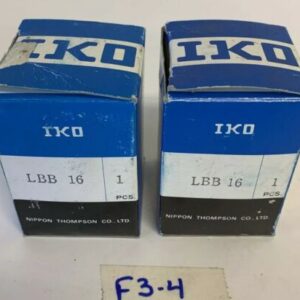 IKO
IKO
LBB 16 1
PCS.
NIPPON THOMPSON CO., LTD.
IKO
IKO
LBB 16 1
PCS.
NIPPON THOMPSON CO., LTD.
F3-4